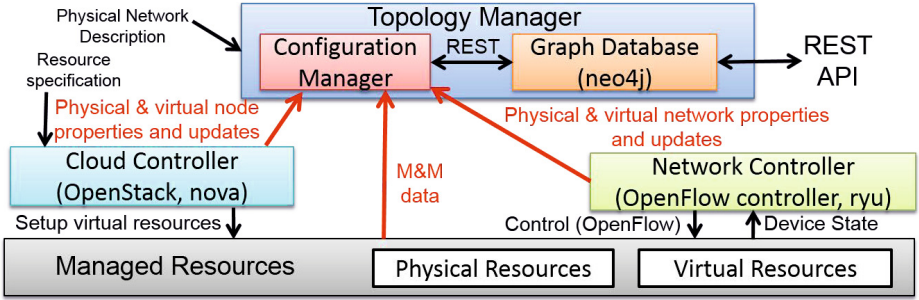 Physical Network
Description
Topology Manager
Configuration
Manager
REST
Graph Database
(neo4j)
REST
API
Resource
specification
Physical & virtual node
properties and updates
Physical & virtual network properties
and updates
Cloud Controller
(OpenStack, nova)
M&M
data
Network Controller
(OpenFlow controller, ryu)
Setup virtual resources
Control (OpenFlow)
Device State
Managed Resources
Physical Resources
Virtual Resources